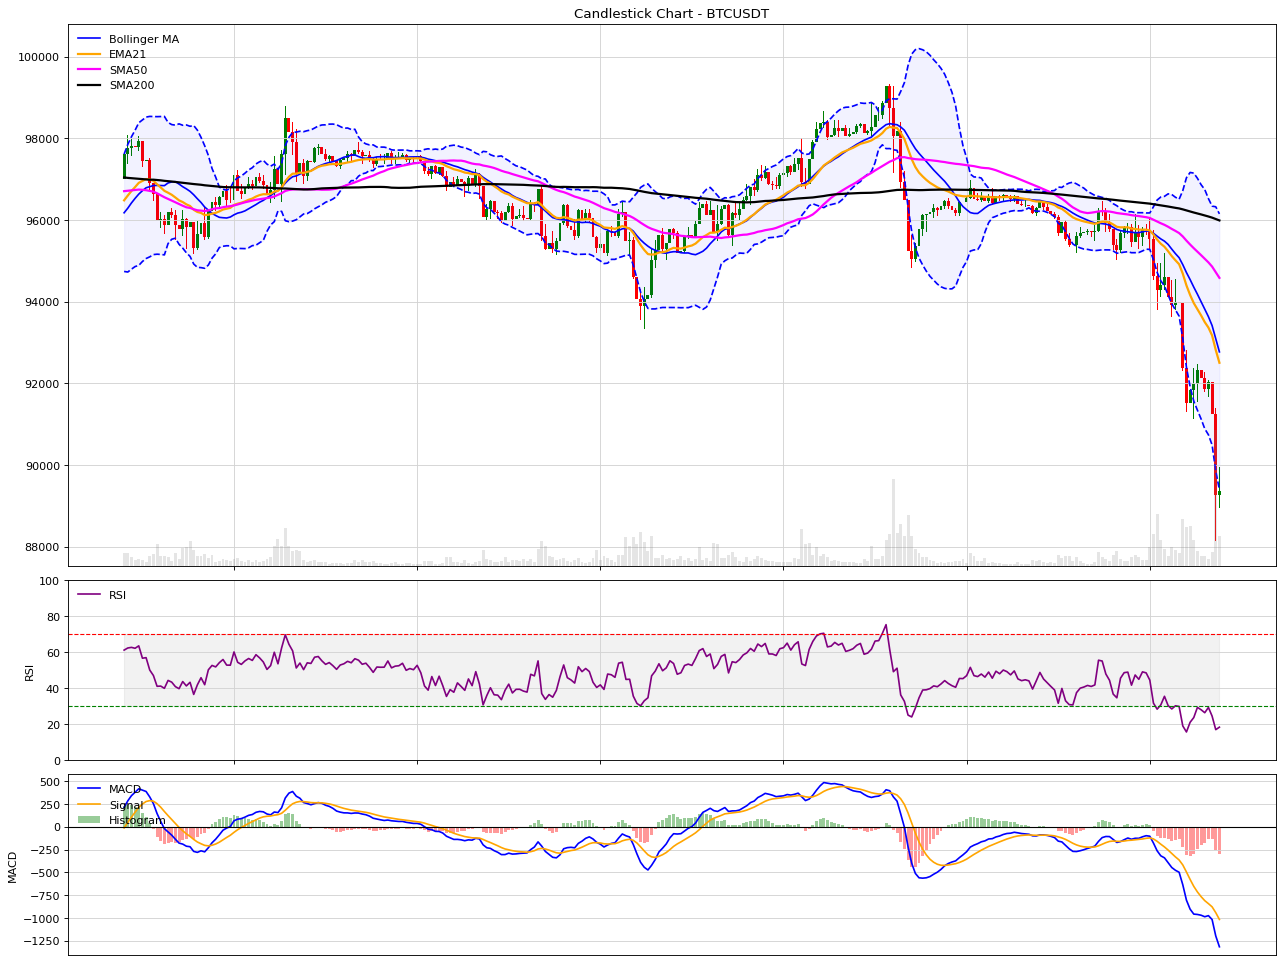 Candlestick Chart - BTCUSDT
Bollinger MA
EMA21
SMA50
SMA200
100000
98000
96000
94000
92000
90000
88000
RSI
100
80
60
40
20
0
RSI
MACD
Signal
Histogram
500
250
0
−250
−500
−750
−1000
−1250
MACD